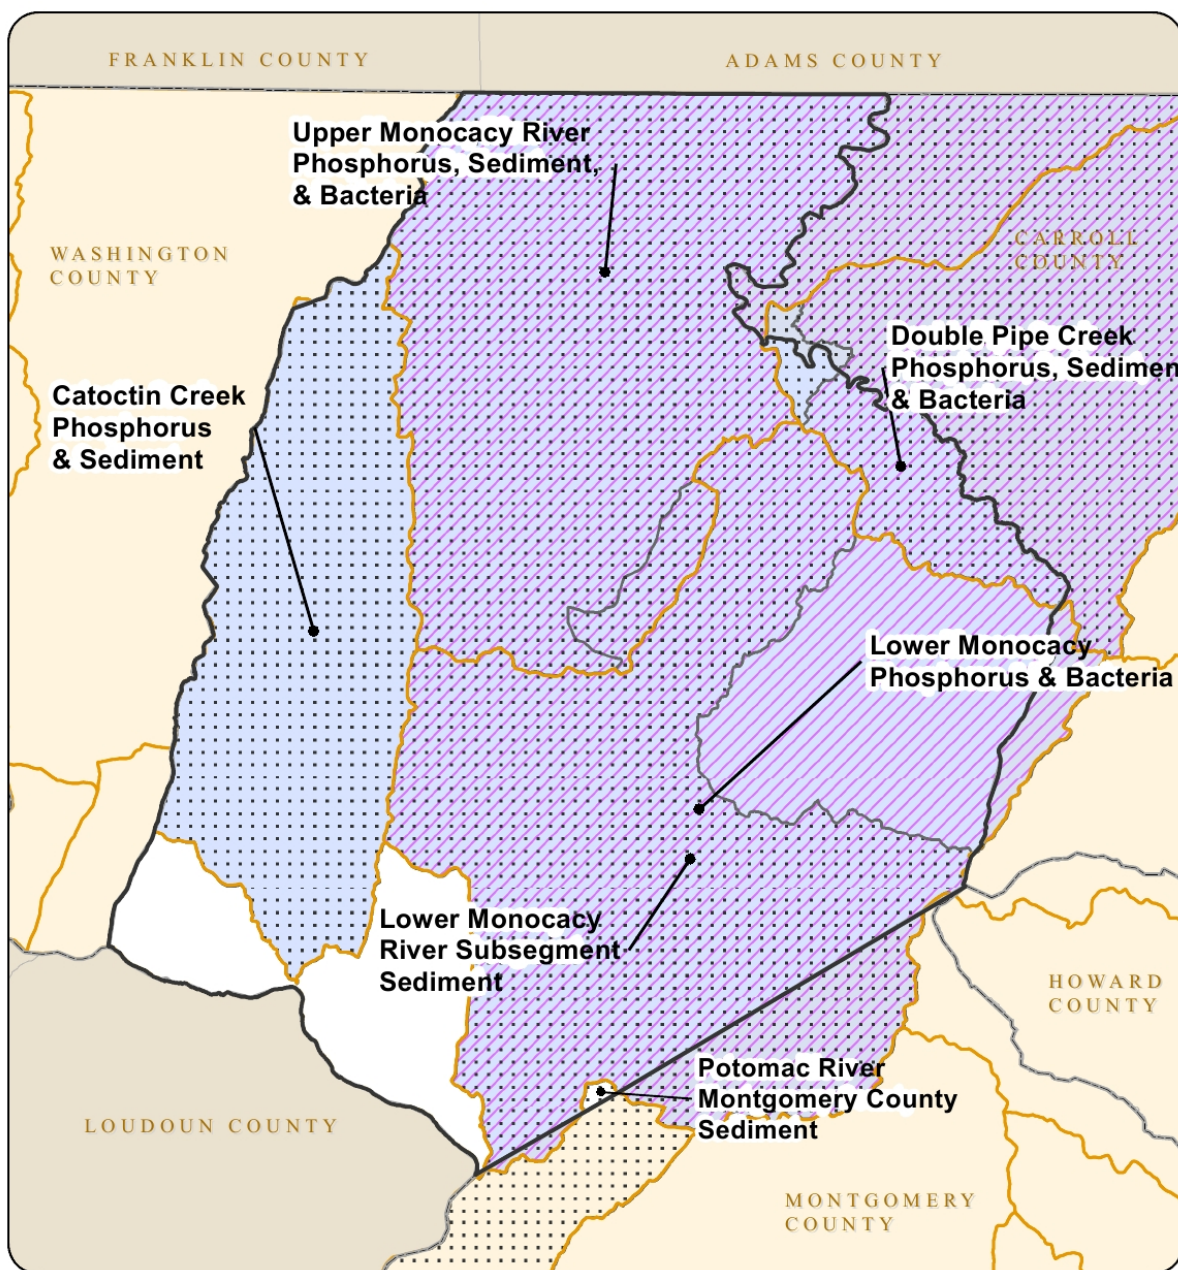 FRANKLIN COUNTY
ADAMS COUNTY
Upper Monocacy River
Phosphorus, Sediment,
& Bacteria
WASHINGTON
COUNTY
CARROLL
COUNTY
Double Pipe Creek
Phosphorus, Sedimen
& Bacteria
Catoctin Creek
Phosphorus
& Sediment
Lower Monocacy
Phosphorus & Bacteria
Lower Monocacy
River Subsegment
Sediment
HOWARD
COUNTY
Potomac River
Montgomery County
Sediment
LOUDOUN COUNTY
MONTGOMERY
COUNTY